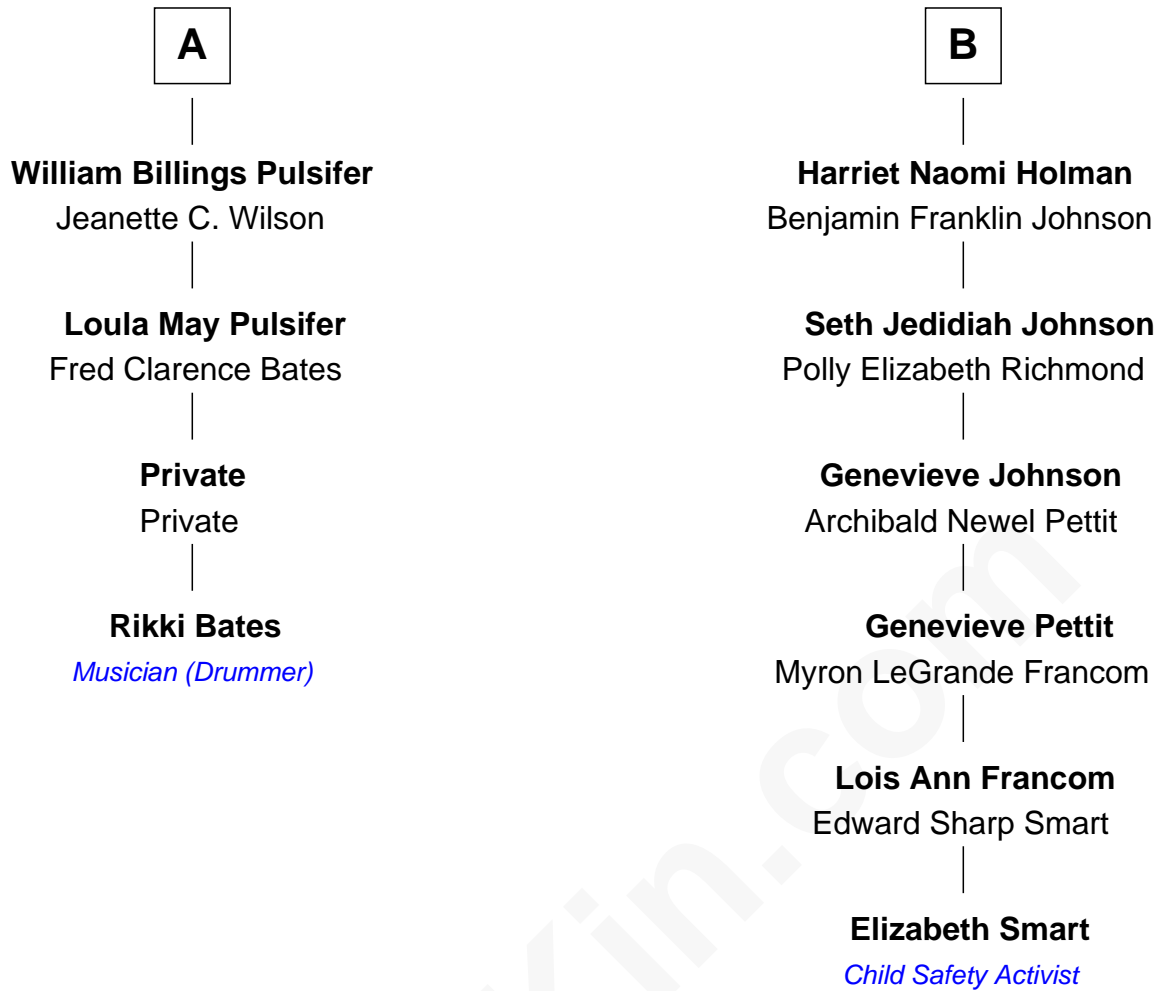 A
William Billings Pulsifer
Jeanette C. Wilson
Loula May Pulsifer
Fred Clarence Bates
Private
Private
Rikki Bates
Musician (Drummer)
B
Harriet Naomi Holman
Benjamin Franklin Johnson
Seth Jedidiah Johnson
Polly Elizabeth Richmond
Genevieve Johnson
Archibald Newel Pettit
Genevieve Pettit
Myron LeGrande Francom
Lois Ann Francom
Edward Sharp Smart
Elizabeth Smart
Child Safety Activist